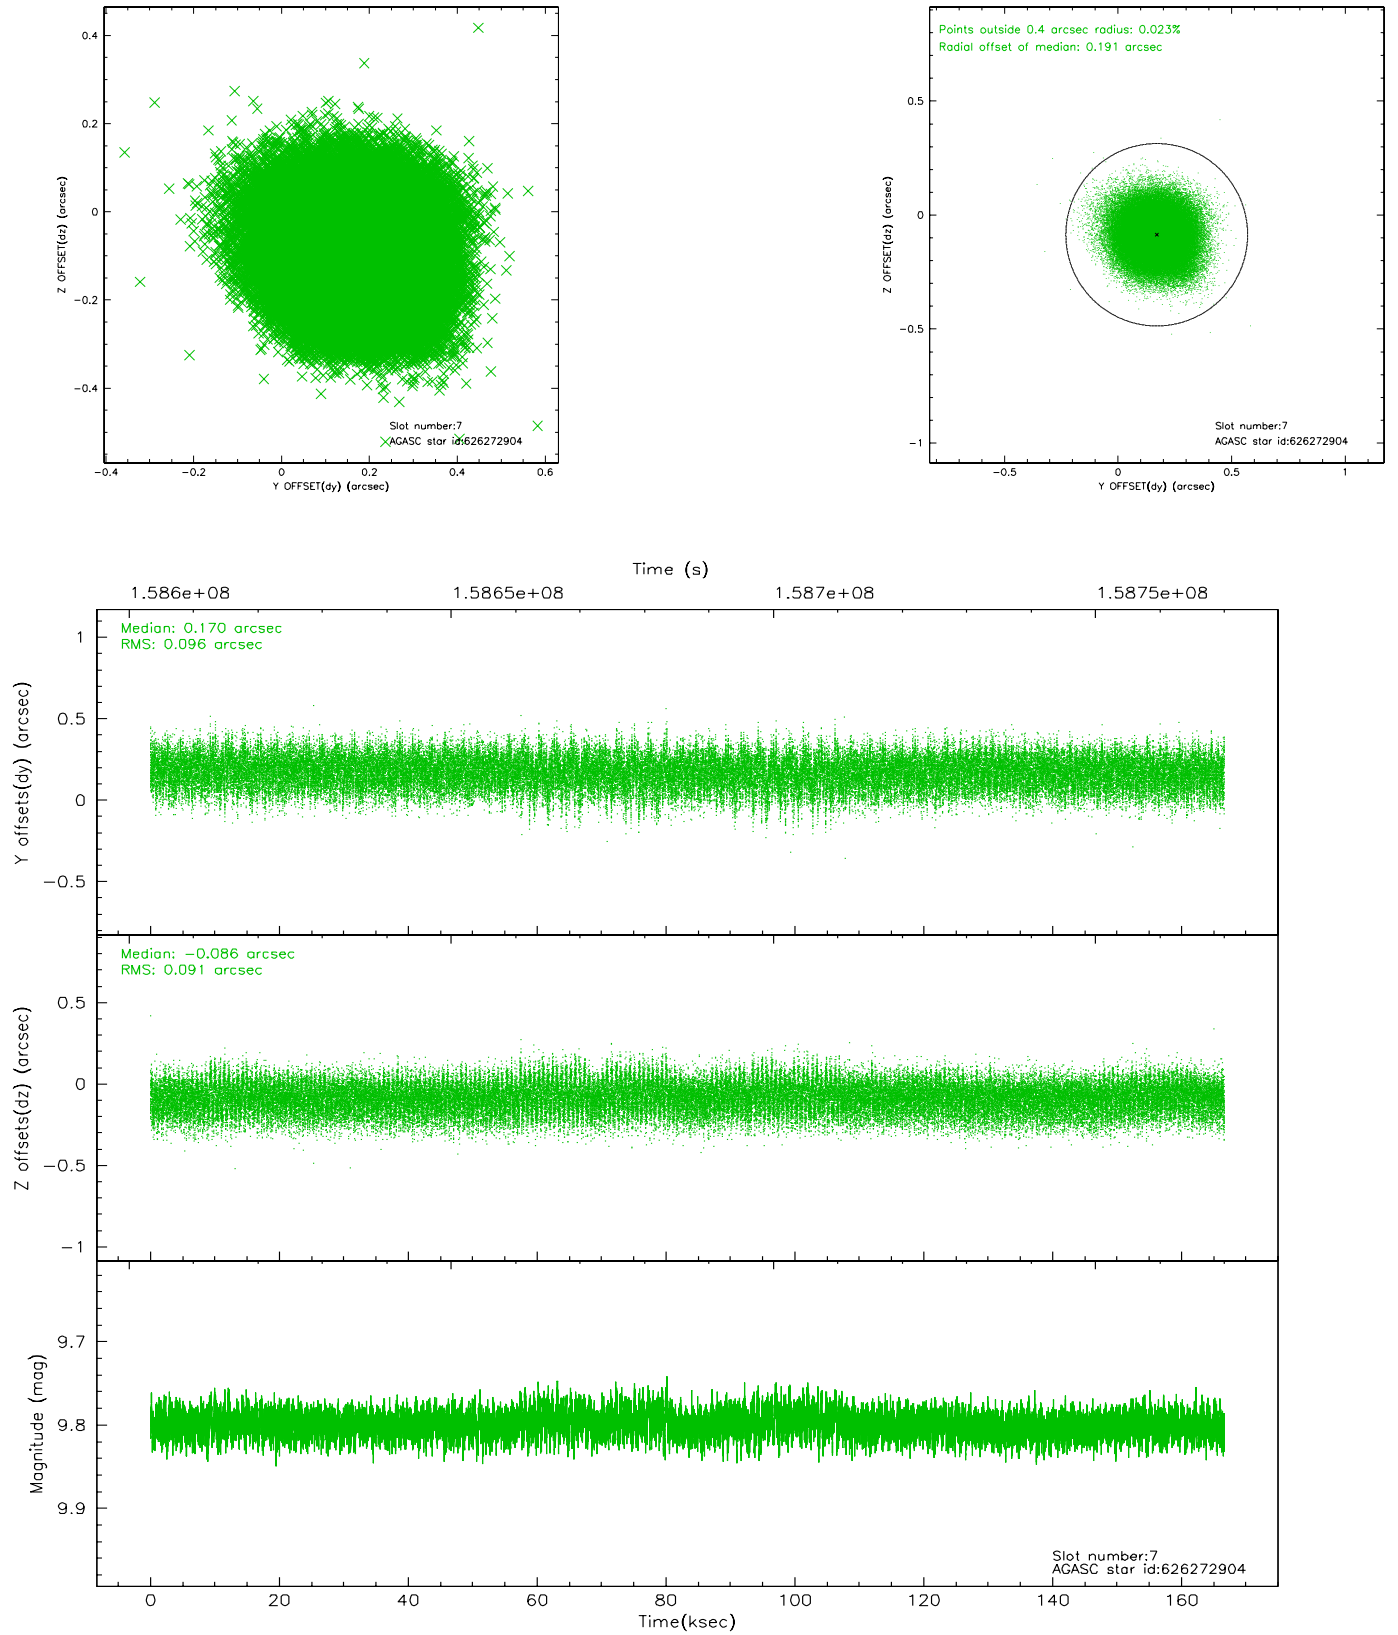 0.4
0.2
0
−0.2
−0.4
−0.4
−0.2
0
0.2
0.4
0.6
Z OFFSET(dz) (arcsec)
Y OFFSET(dy) (arcsec)
Slot number:7
AGASC star id:626272904
Points outside 0.4 arcsec radius: 0.023%
Radial offset of median: 0.191 arcsec
0.5
0
−0.5
−1
−0.5
0
0.5
1
Z OFFSET(dz) (arcsec)
Y OFFSET(dy) (arcsec)
Slot number:7
AGASC star id:626272904
Time (s)
1.586e+08
1.5865e+08
1.587e+08
1.5875e+08
Median: 0.170 arcsec
RMS: 0.096 arcsec
1
0.5
0
−0.5
Y offsets(dy) (arcsec)
Median: −0.086 arcsec
RMS: 0.091 arcsec
0.5
0
−0.5
−1
Z offsets(dz) (arcsec)
9.7
9.8
9.9
Magnitude (mag)
Slot number:7
AGASC star id:626272904
0
20
40
60
80
100
120
140
160
Time(ksec)